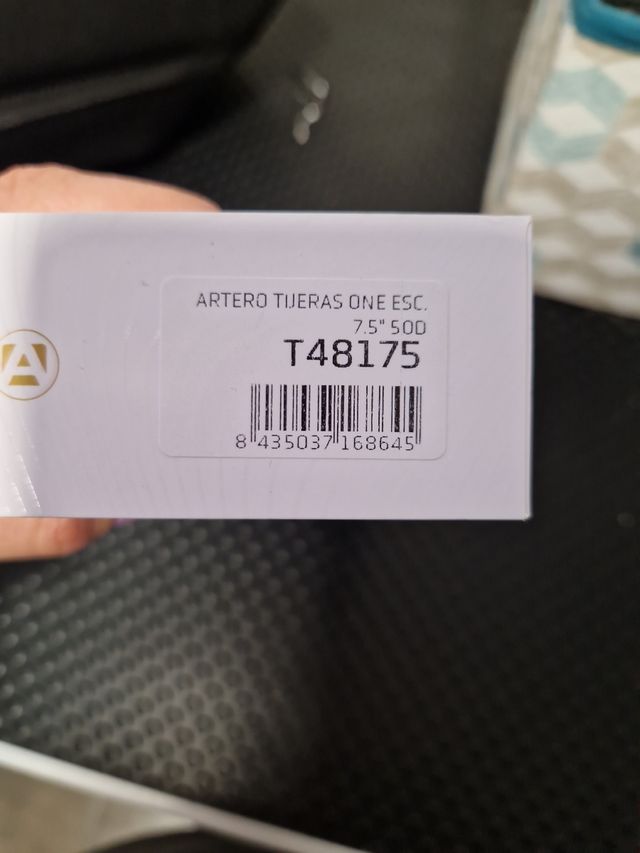 ARTERO TIJERAS ONE ESC.
7.5" 50D
T48175
8 435037 168645
A